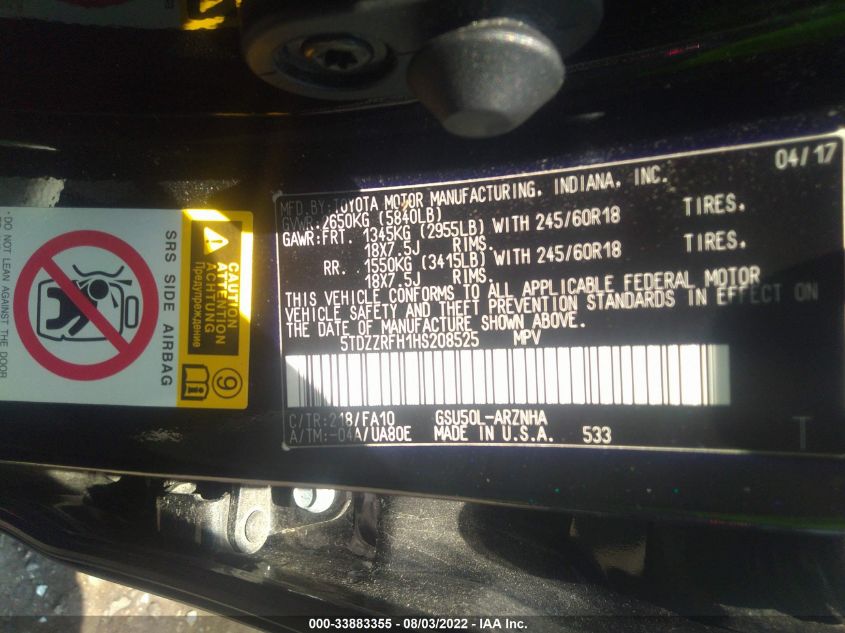 04/17
MFD.BY:TOYOTA MOTOR MANUFACTURING, INDIANA, INC.
GVWR:2650KG (5840LB)
GAWR:FRT. 1345KG (2955LB) WITH 245/60R18 TIRES.
18X7.5J RIMS.
RR. 1550KG (3415LB) WITH 245/60R18 TIRES.
18X7.5J RIMS.
THIS VEHICLE CONFORMS TO ALL APPLICABLE FEDERAL MOTOR
VEHICLE SAFETY AND THEFT PREVENTION STANDARDS IN EFFECT ON
THE DATE OF MANUFACTURE SHOWN ABOVE.
5TDZZRFH1HS208525 MPV
C/TR:218/FA10 GSU50L-ARZNHA
A/TM:-04A/UA80E MADE IN U.S.A. 533
T
CAUTION
ACHTUNG
Предупреждение
9
SRS SIDE AIRBAG
· DO NOT LEAN AGAINST THE DOOR
000-33883355 - 08/03/2022 - IAA Inc.